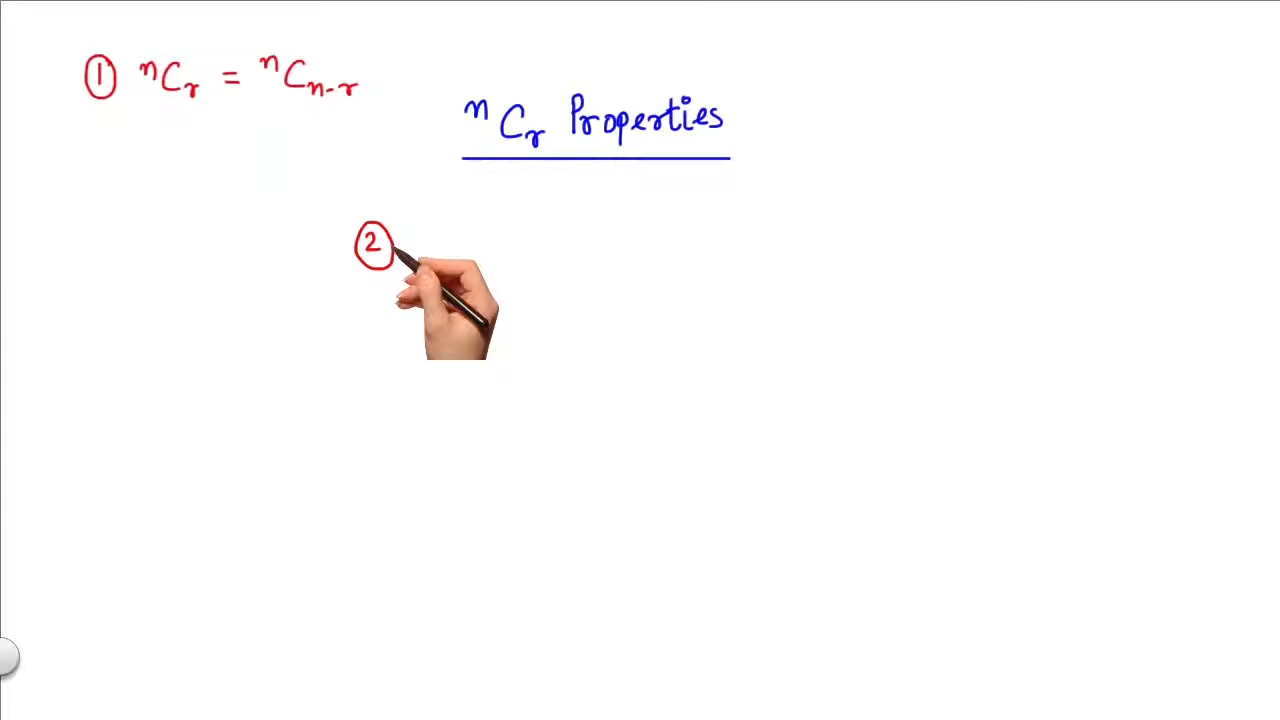 ① ⁿCᵣ = ⁿCₙ₋ᵣ
ⁿCᵣ Properties
②